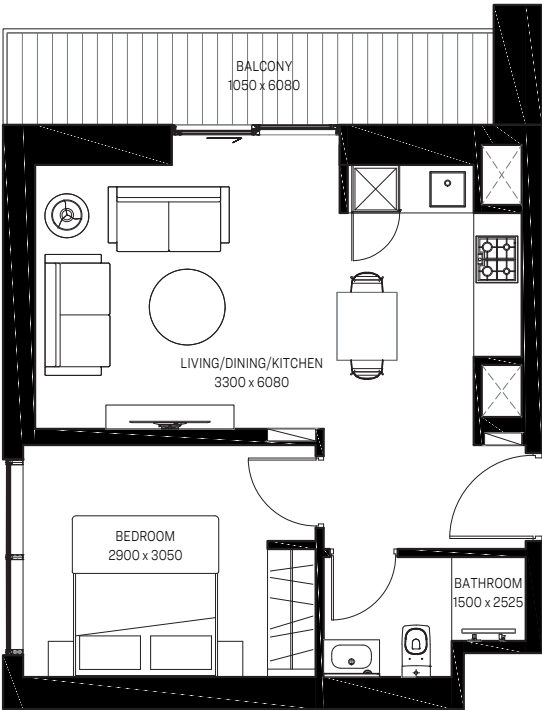 BALCONY
1050 x 6080
LIVING/DINING/KITCHEN
3300 x 6080
BEDROOM
2900 x 3050
BATHROOM
1500 x 2525